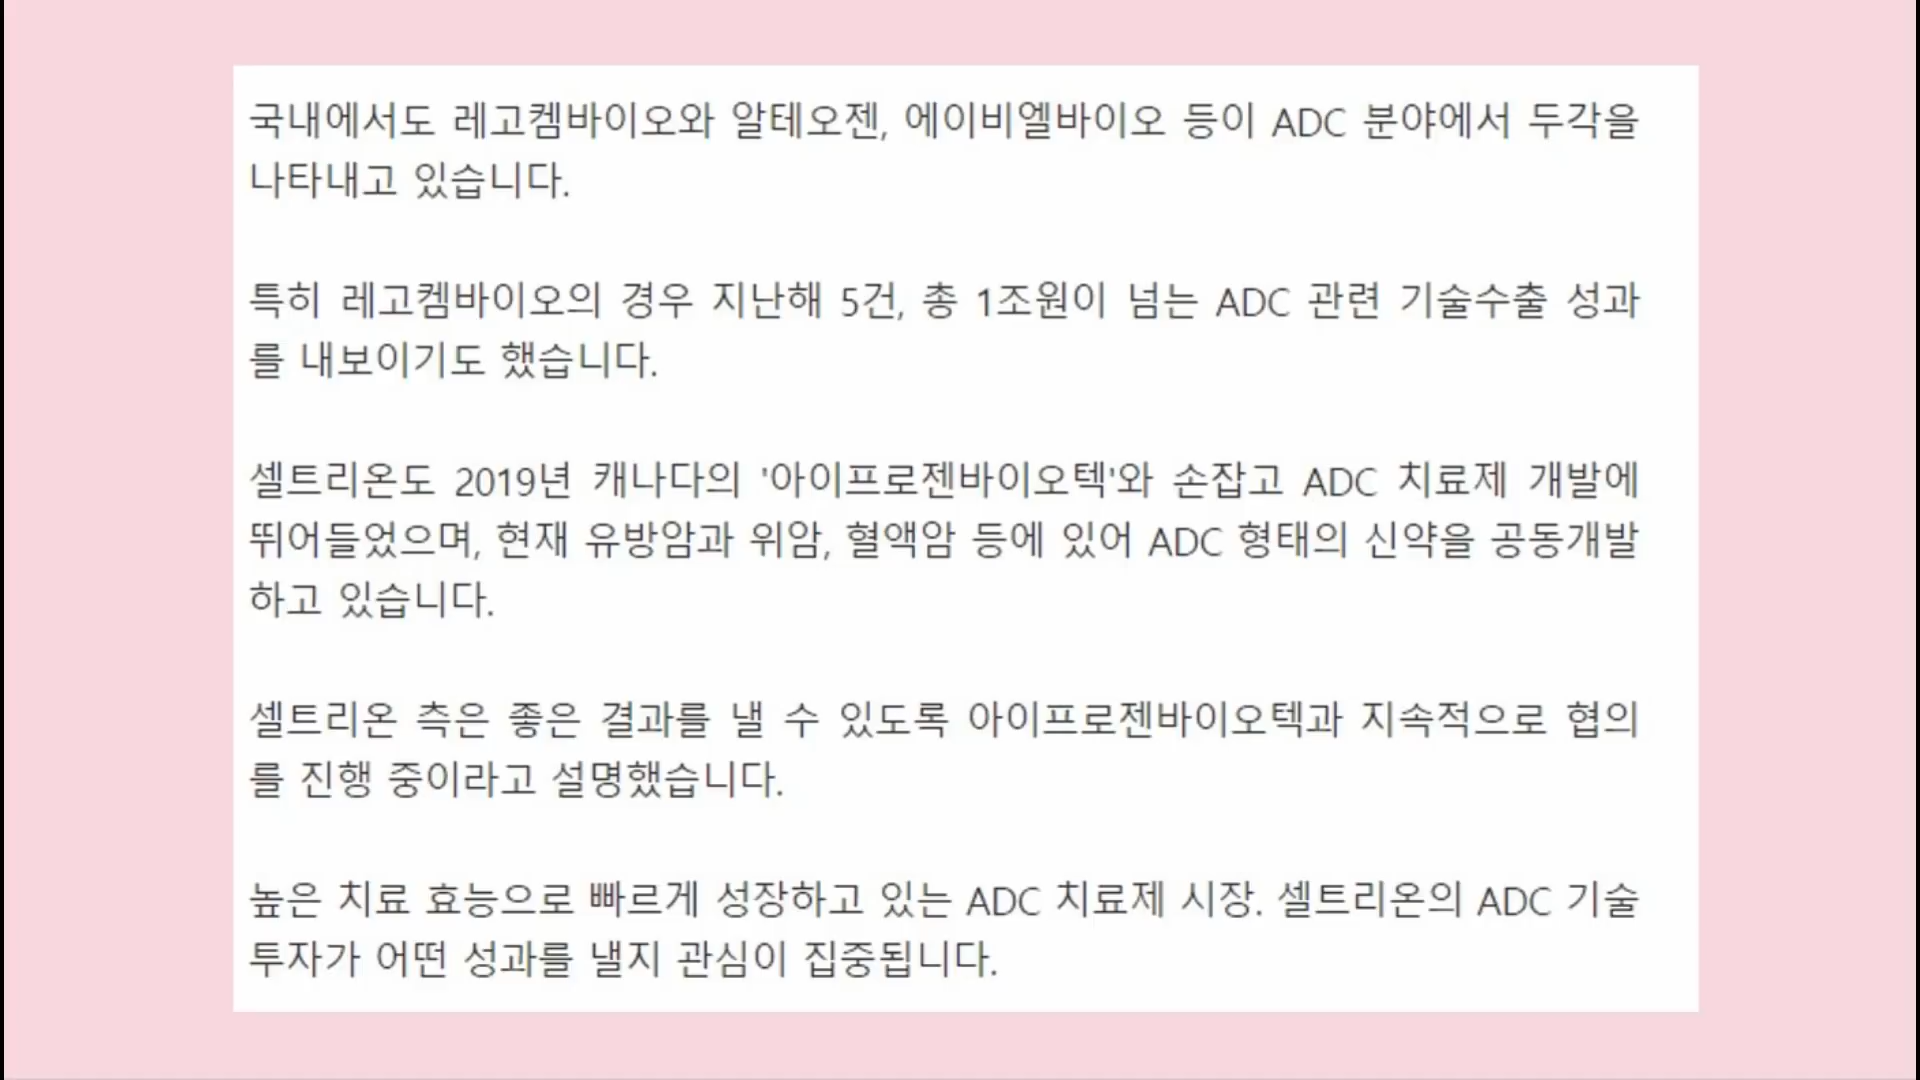 국내에서도 레고켐바이오와 알테오젠, 에이비엘바이오 등이 ADC 분야에서 두각을
나타내고 있습니다.
특히 레고켐바이오의 경우 지난해 5건, 총 1조원이 넘는 ADC 관련 기술수출 성과
를 내보이기도 했습니다.
셀트리온도 2019년 캐나다의 '아이프로젠바이오텍'와 손잡고 ADC 치료제 개발에
뛰어들었으며, 현재 유방암과 위암, 혈액암 등에 있어 ADC 형태의 신약을 공동개발
하고 있습니다.
셀트리온 측은 좋은 결과를 낼 수 있도록 아이프로젠바이오텍과 지속적으로 협의
를 진행 중이라고 설명했습니다.
높은 치료 효능으로 빠르게 성장하고 있는 ADC 치료제 시장. 셀트리온의 ADC 기술
투자가 어떤 성과를 낼지 관심이 집중됩니다.